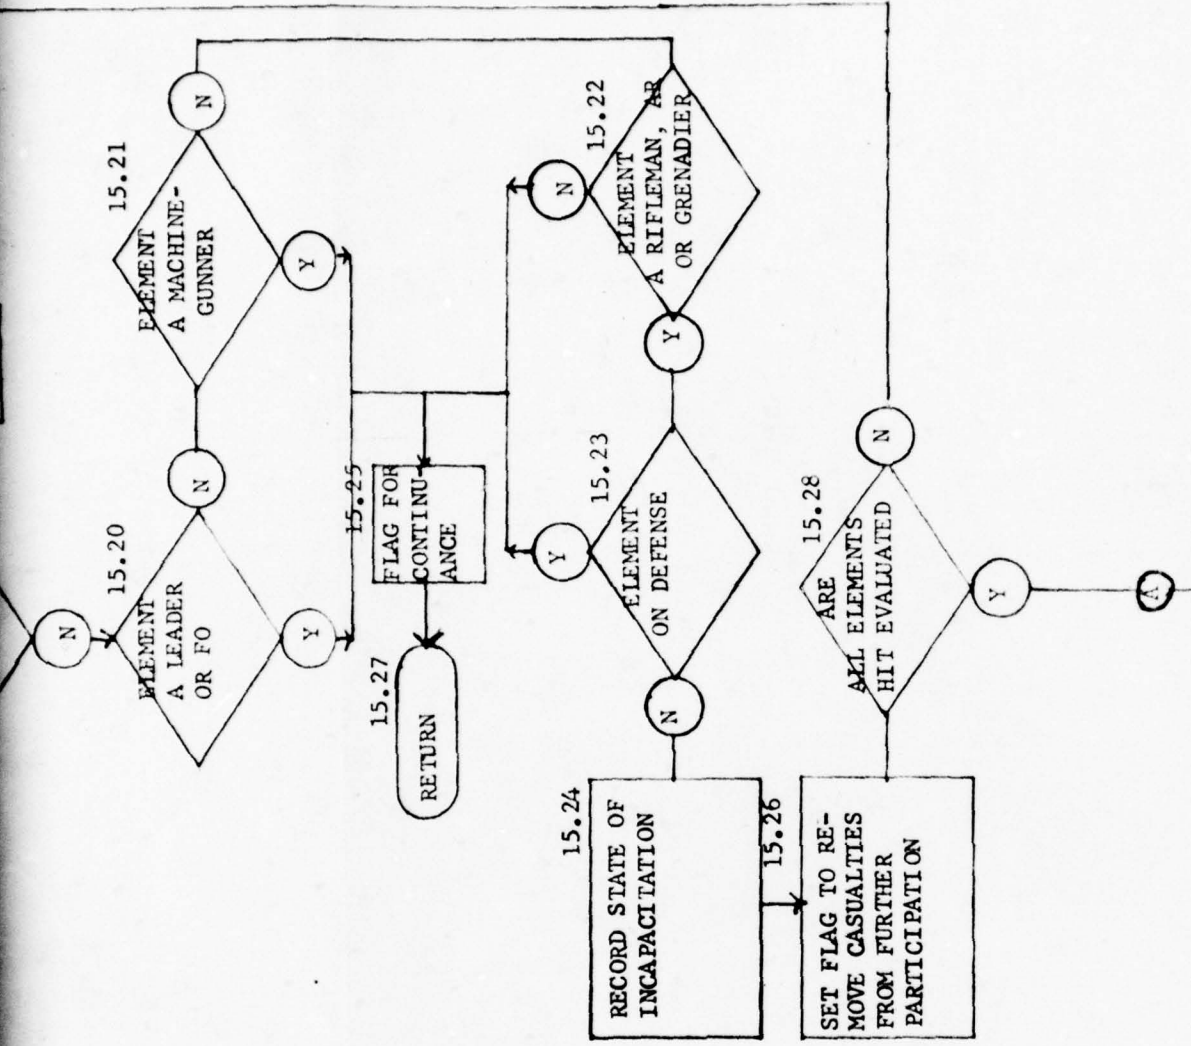 N
15.20
ELEMENT
A LEADER
OR FO
N
Y
15.21
ELEMENT
A MACHINE-
GUNNER
N
Y
15.25
FLAG FOR
CONTINU-
ANCE
15.27
RETURN
15.22
ELEMENT
A RIFLEMAN, AR
OR GRENADIER
N
Y
15.23
ELEMENT
ON DEFENSE
Y
N
15.24
RECORD STATE OF
INCAPACITATION
15.26
SET FLAG TO RE-
MOVE CASUALTIES
FROM FURTHER
PARTICIPATION
15.28
ARE
ALL ELEMENTS
HIT EVALUATED
N
Y
A